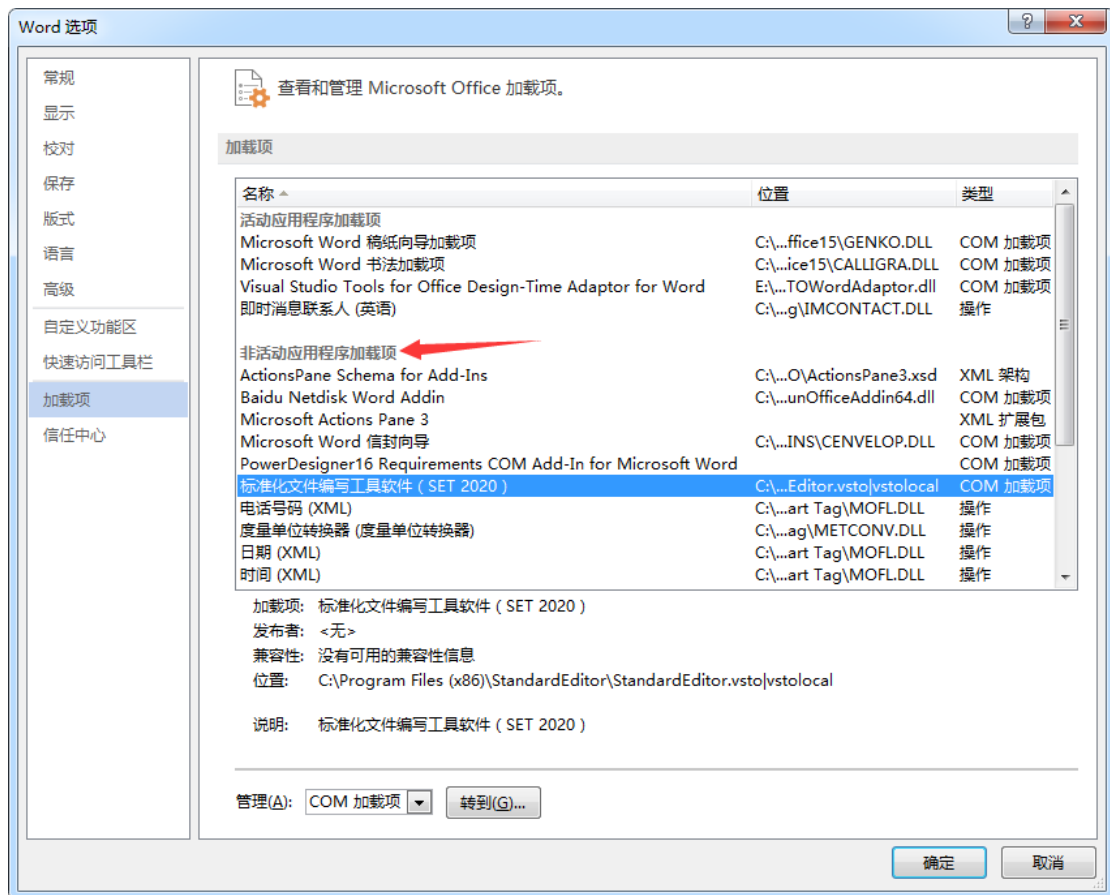 Word 选项
常规
显示
校对
保存
版式
语言
高级
自定义功能区
快速访问工具栏
加载项
信任中心
查看和管理 Microsoft Office 加载项。
加载项
名称 位置 类型
活动应用程序加载项
Microsoft Word 稿纸向导加载项 C:\...ffice15\GENKO.DLL COM 加载项
Microsoft Word 书法加载项 C:\...ice15\CALLIGRA.DLL COM 加载项
Visual Studio Tools for Office Design-Time Adaptor for Word E:\...TOWordAdaptor.dll COM 加载项
即时消息联系人 (英语) C:\...g\IMCONTACT.DLL 操作
非活动应用程序加载项
ActionsPane Schema for Add-Ins C:\...O\ActionsPane3.xsd XML 架构
Baidu Netdisk Word Addin C:\...unOfficeAddin64.dll COM 加载项
Microsoft Actions Pane 3 XML 扩展包
Microsoft Word 信封向导 C:\...INS\CENVELOP.DLL COM 加载项
PowerDesigner16 Requirements COM Add-In for Microsoft Word COM 加载项
标准化文件编写工具软件（SET 2020） C:\...Editor.vsto|vstolocal COM 加载项
电话号码 (XML) C:\...art Tag\MOFL.DLL 操作
度量单位转换器 (度量单位转换器) C:\...ag\METCONV.DLL 操作
日期 (XML) C:\...art Tag\MOFL.DLL 操作
时间 (XML) C:\...art Tag\MOFL.DLL 操作
加载项: 标准化文件编写工具软件（SET 2020）
发布者: <无>
兼容性: 没有可用的兼容性信息
位置: C:\Program Files (x86)\StandardEditor\StandardEditor.vsto|vstolocal
说明: 标准化文件编写工具软件（SET 2020）
管理(A): COM 加载项 转到(G)...
确定 取消